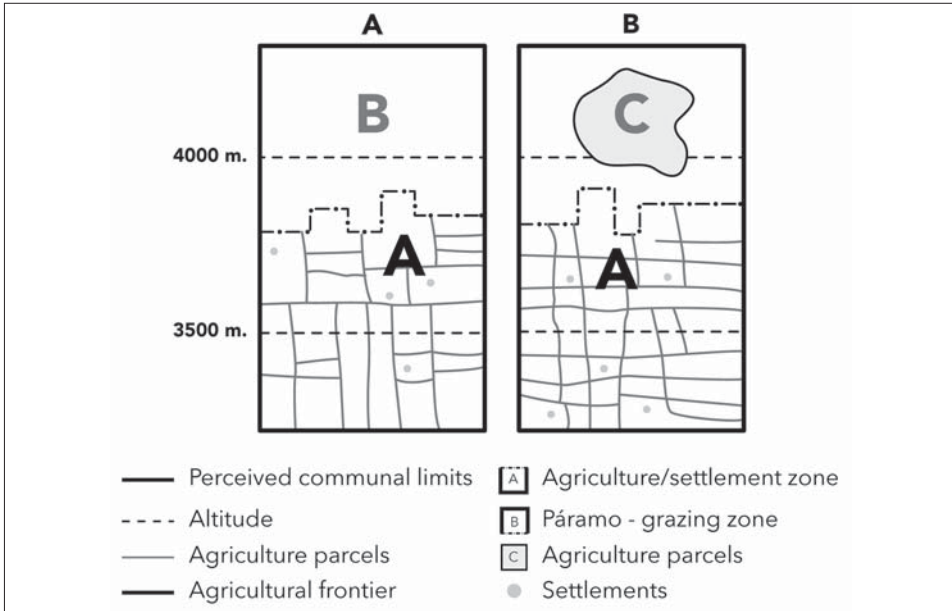 A B
B C
4000 m.
A A
3500 m.
Perceived communal limits
Altitude
Agriculture parcels
Agricultural frontier
A Agriculture/settlement zone
B Páramo - grazing zone
C Agriculture parcels
Settlements